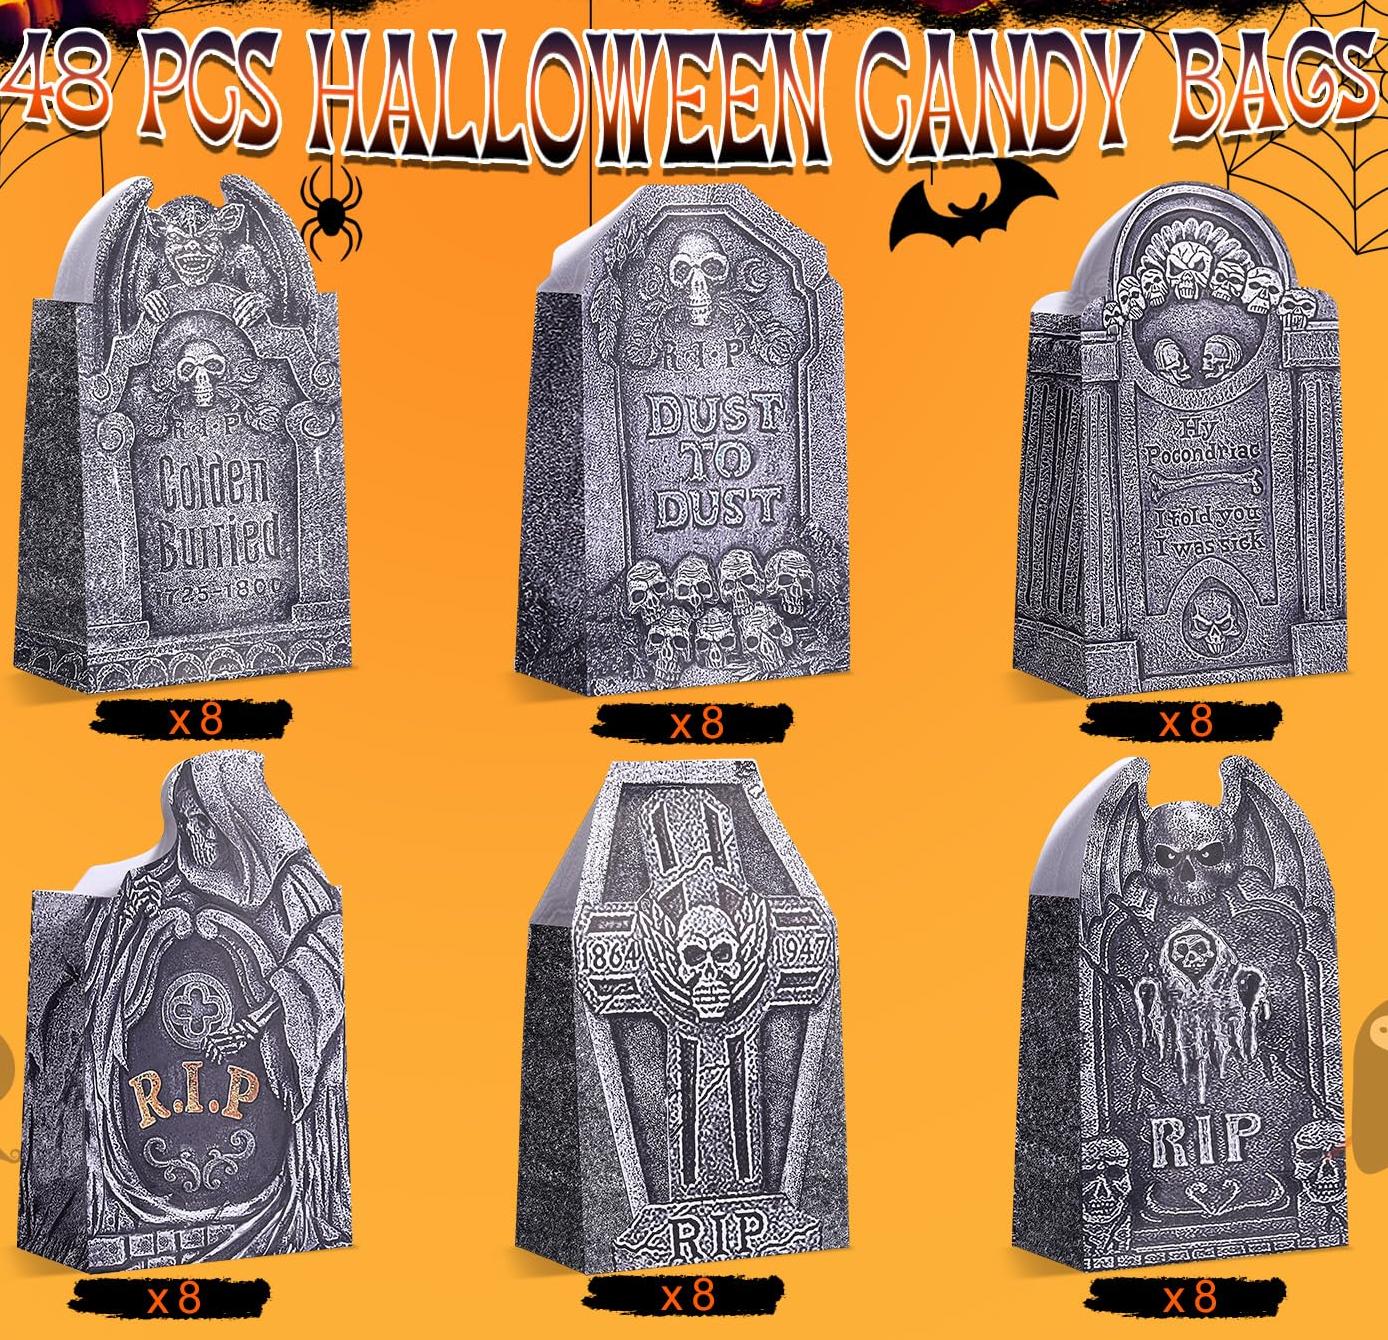 48 PCS HALLOWEEN CANDY BAGS
R·I·P
Colden
Burried
1725-1800
x8
R·I·P
DUST
TO
DUST
x8
Hy
Pocondriac
I told you
I was sick
x8
R.I.P
x8
1864 1947
RIP
x8
RIP
x8